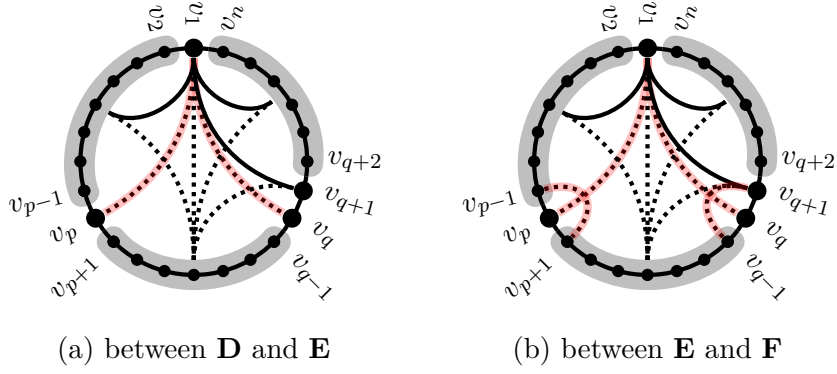 v2 v1 vn
vq+2
vq+1
vq
vq−1
vp+1
vp
vp−1
(a) between D and E
v2 v1 vn
vq+2
vq+1
vq
vq−1
vp+1
vp
vp−1
(b) between E and F